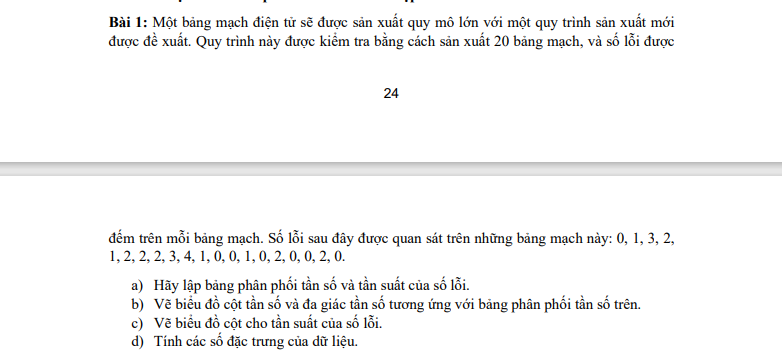 Bài 1: Một bảng mạch điện tử sẽ được sản xuất quy mô lớn với một quy trình sản xuất mới
được đề xuất. Quy trình này được kiểm tra bằng cách sản xuất 20 bảng mạch, và số lỗi được
24
đếm trên mỗi bảng mạch. Số lỗi sau đây được quan sát trên những bảng mạch này: 0, 1, 3, 2,
1, 2, 2, 2, 3, 4, 1, 0, 0, 1, 0, 2, 0, 0, 2, 0.
a) Hãy lập bảng phân phối tần số và tần suất của số lỗi.
b) Vẽ biểu đồ cột tần số và đa giác tần số tương ứng với bảng phân phối tần số trên.
c) Vẽ biểu đồ cột cho tần suất của số lỗi.
d) Tính các số đặc trưng của dữ liệu.